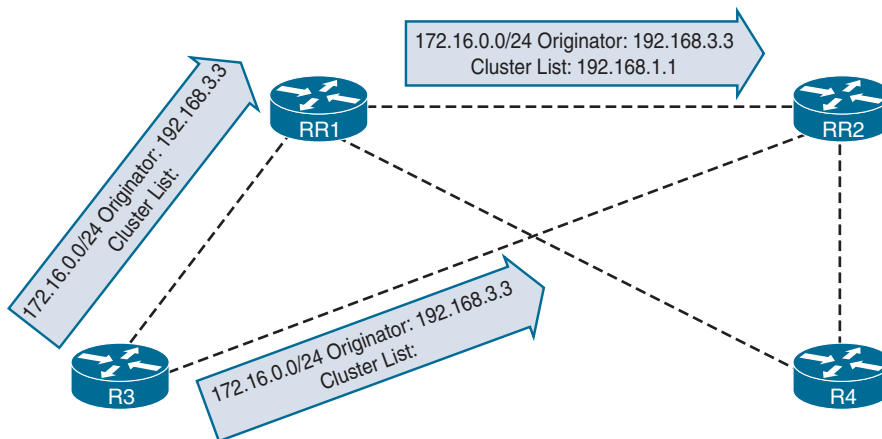 172.16.0.0/24 Originator: 192.168.3.3
Cluster List: 192.168.1.1
RR1
RR2
172.16.0.0/24 Originator: 192.168.3.3
Cluster List:
172.16.0.0/24 Originator: 192.168.3.3
Cluster List:
R3
R4